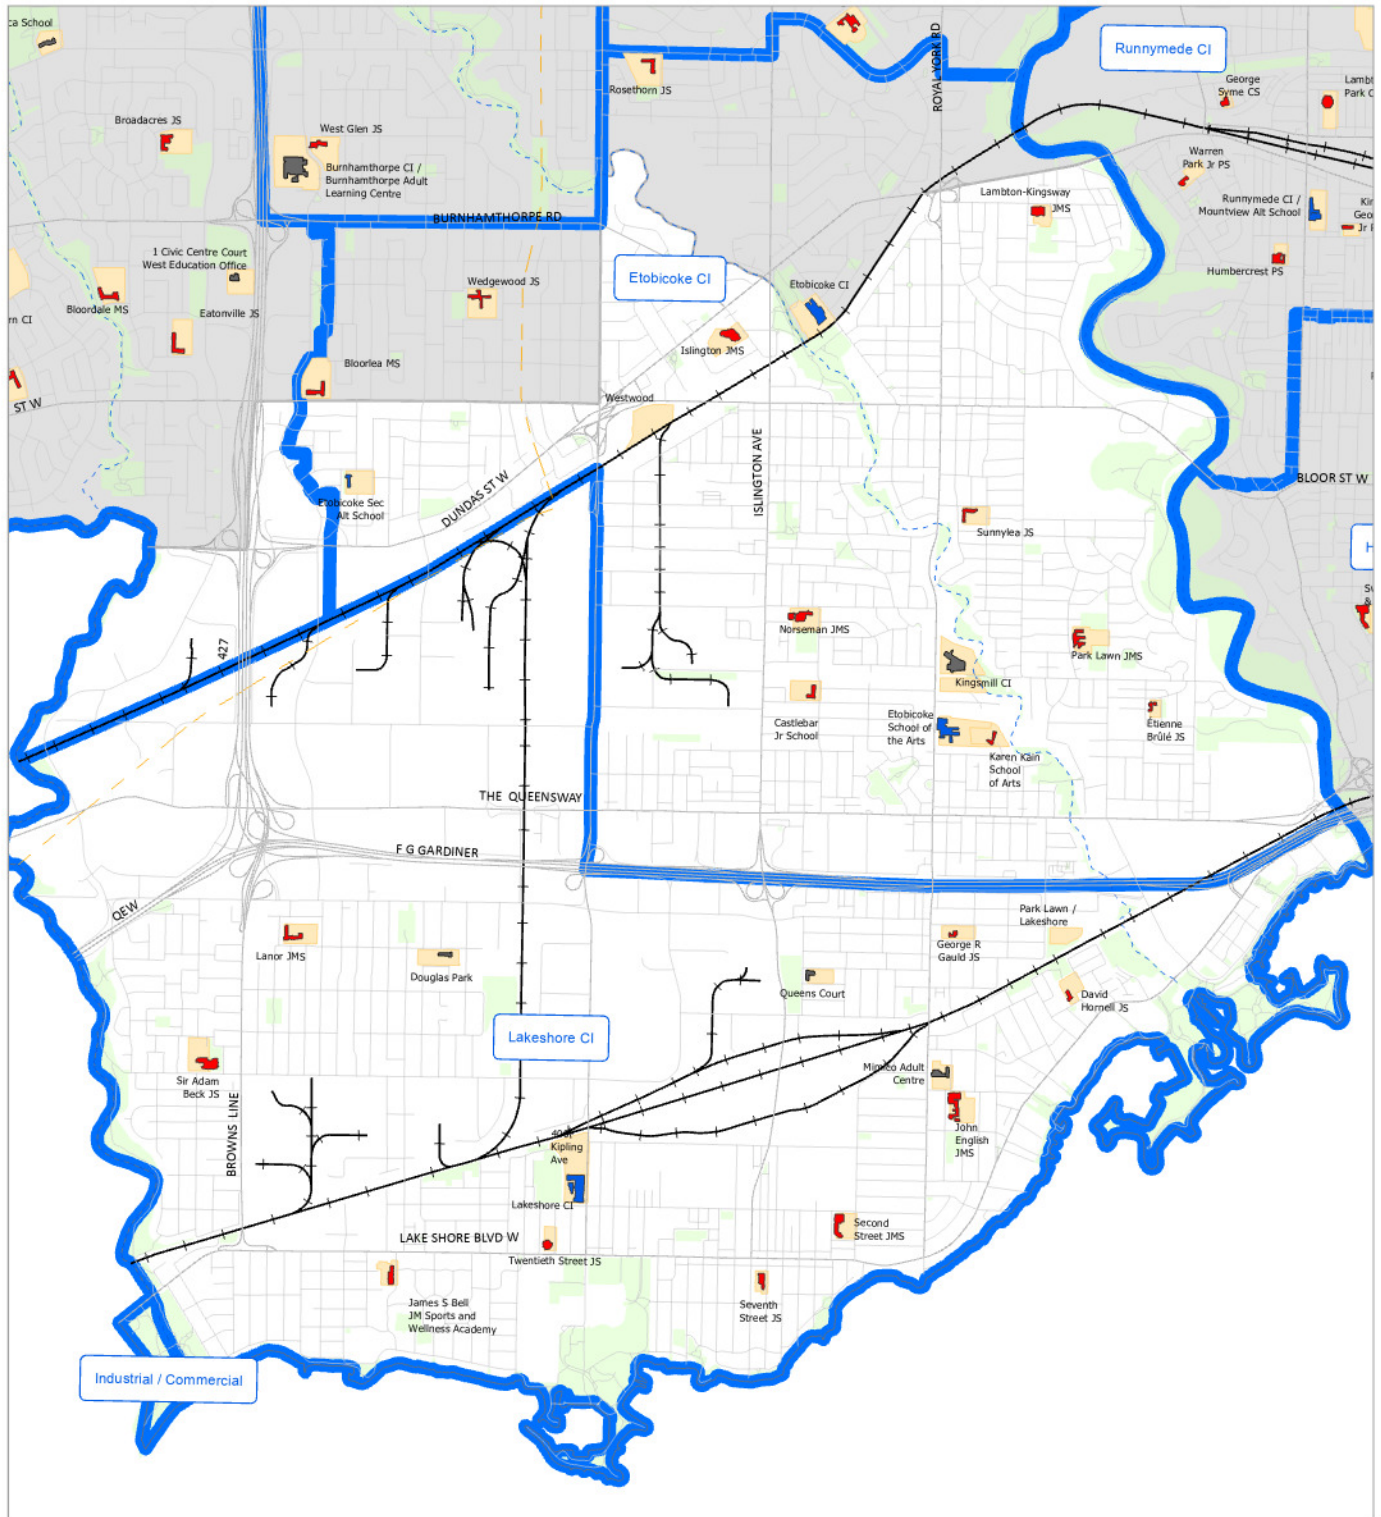 ca School
Runnymede CI
ROYAL YORK RD
Rosethorn JS
George
Syme CS
Broadacres JS
West Glen JS
Burnhamthorpe CI /
Burnhamthorpe Adult
Learning Centre
Warren
Park Jr PS
Lambton-Kingsway
JMS
Runnymede CI /
Mountview Alt School
BURNHAMTHORPE RD
1 Civic Centre Court
West Education Office
Etobicoke CI
Wedgewood JS
Etobicoke CI
Humbercrest PS
Bloordale MS
Eatonville JS
rn CI
Islington JMS
Bloorlea MS
Westwood
ST W
ISLINGTON AVE
DUNDAS ST W
BLOOR ST W
Etobicoke Sec
Alt School
Sunnylea JS
Norseman JMS
427
Park Lawn JMS
Kingsmill CI
Castlebar
Jr School
Etobicoke
School of
the Arts
Étienne
Brûlé JS
Karen Kain
School
of Arts
THE QUEENSWAY
F G GARDINER
QEW
Park Lawn /
Lakeshore
Lanor JMS
Douglas Park
George R
Gauld JS
Queens Court
David
Hornell JS
Lakeshore CI
Sir Adam
Beck JS
Mimico Adult
Centre
BROWNS LINE
John
English
JMS
Kipling
Ave
Lakeshore CI
LAKE SHORE BLVD W
Second
Street JMS
Twentieth Street JS
James S Bell
JM Sports and
Wellness Academy
Seventh
Street JS
Industrial / Commercial